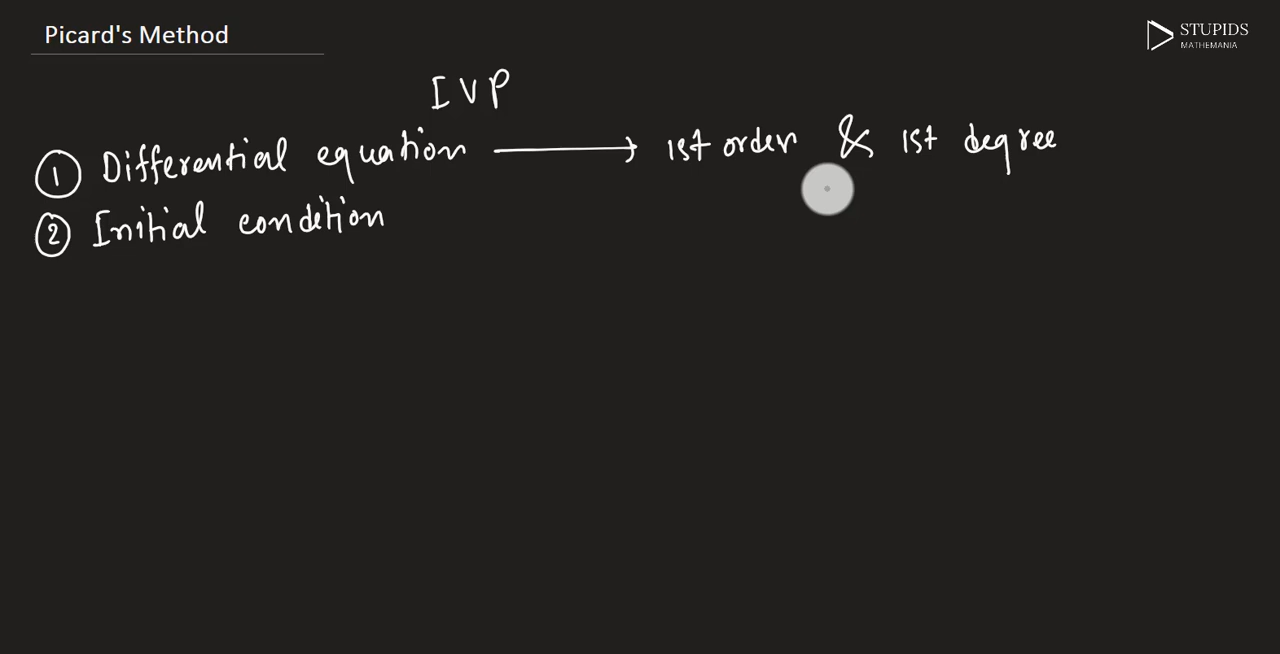 Picard's Method
STUPIDS
MATHEMANIA
IVP
① Differential equation ⟶ 1st order & 1st degree
② Initial condition